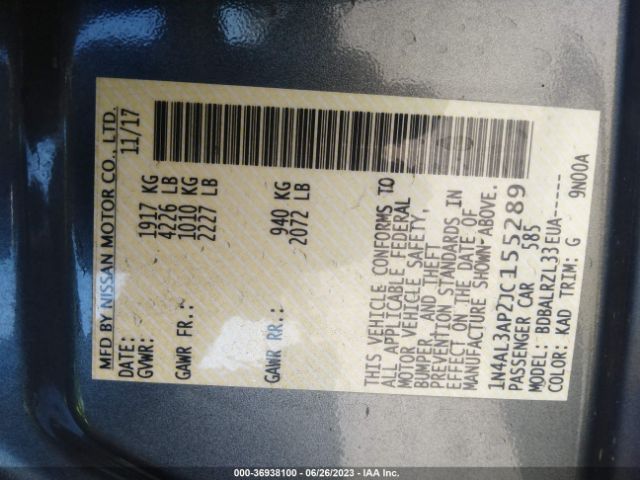 MFD BY NISSAN MOTOR CO., LTD.
DATE: 11/17
GVWR: 1917 KG
4226 LB
GAWR FR.: 1010 KG
2227 LB
GAWR RR.: 940 KG
2072 LB
THIS VEHICLE CONFORMS TO
ALL APPLICABLE FEDERAL
MOTOR VEHICLE SAFETY,
BUMPER, AND THEFT
PREVENTION STANDARDS IN
EFFECT ON THE DATE OF
MANUFACTURE SHOWN ABOVE.
1N4AL3APZJC155289
PASSENGER CAR 585
MODEL: BDBALRZL33EUA-----
COLOR: KAD TRIM: G 9N00A
000-36938100 - 06/26/2023 - IAA Inc.